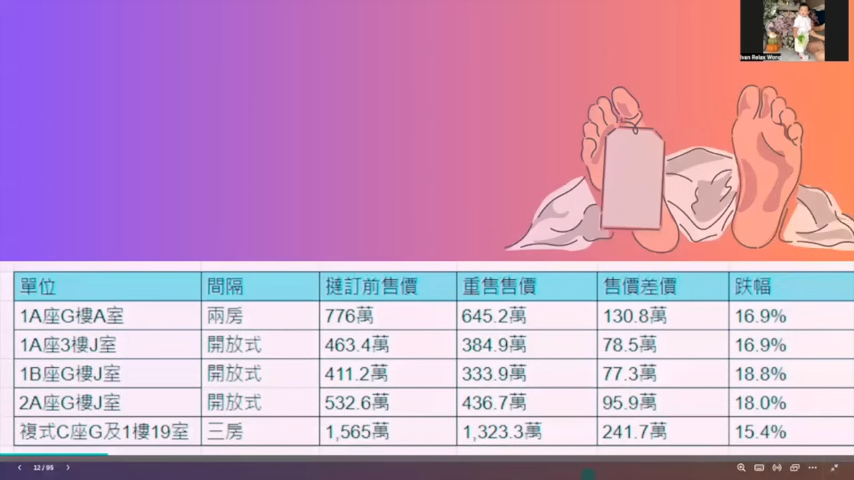 Ivan Relax Wong
單位 間隔 撻訂前售價 重售售價 售價差價 跌幅
1A座G樓A室 兩房 776萬 645.2萬 130.8萬 16.9%
1A座3樓J室 開放式 463.4萬 384.9萬 78.5萬 16.9%
1B座G樓J室 開放式 411.2萬 333.9萬 77.3萬 18.8%
2A座G樓J室 開放式 532.6萬 436.7萬 95.9萬 18.0%
複式C座G及1樓19室 三房 1,565萬 1,323.3萬 241.7萬 15.4%
12 / 95